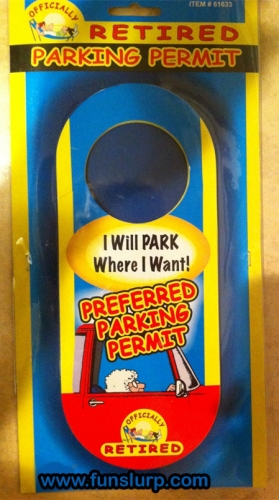 ITEM # 61633
OFFICIALLY
RETIRED
PARKING PERMIT
I Will PARK
Where I Want!
PREFERRED
PARKING
PERMIT
OFFICIALLY
RETIRED
www.funslurp.com